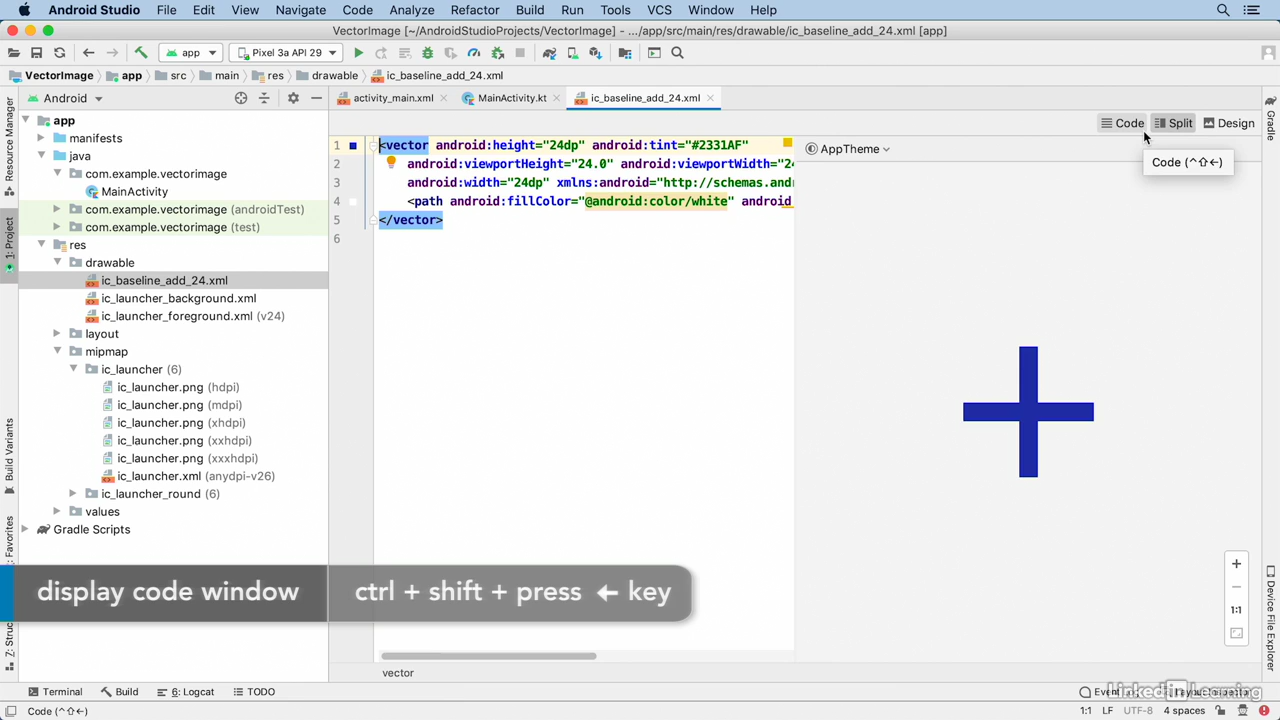 Android Studio File Edit View Navigate Code Analyze Refactor Build Run Tools VCS Window Help
VectorImage [~/AndroidStudioProjects/VectorImage] - .../app/src/main/res/drawable/ic_baseline_add_24.xml [app]
app Pixel 3a API 29
VectorImage app src main res drawable ic_baseline_add_24.xml
Resource Manager
1: Project
Build Variants
2: Favorites
Z: Struc
Android
app
manifests
java
com.example.vectorimage
MainActivity
com.example.vectorimage (androidTest)
com.example.vectorimage (test)
res
drawable
ic_baseline_add_24.xml
ic_launcher_background.xml
ic_launcher_foreground.xml (v24)
layout
mipmap
ic_launcher (6)
ic_launcher.png (hdpi)
ic_launcher.png (mdpi)
ic_launcher.png (xhdpi)
ic_launcher.png (xxhdpi)
ic_launcher.png (xxxhdpi)
ic_launcher.xml (anydpi-v26)
ic_launcher_round (6)
values
Gradle Scripts
activity_main.xml MainActivity.kt ic_baseline_add_24.xml
Code Split Design
Code (^⇧←)
1 <vector android:height="24dp" android:tint="#2331AF"
2 android:viewportHeight="24.0" android:viewportWidth="24
3 android:width="24dp" xmlns:android="http://schemas.andr
4 <path android:fillColor="@android:color/white" android
5 </vector>
6
AppTheme
1:1
Gradle
Device File Explorer
display code window ctrl + shift + press ← key
vector
Terminal Build 6: Logcat TODO
LinkedIn Learning
Code (^⇧←) 1:1 LF UTF-8 4 spaces